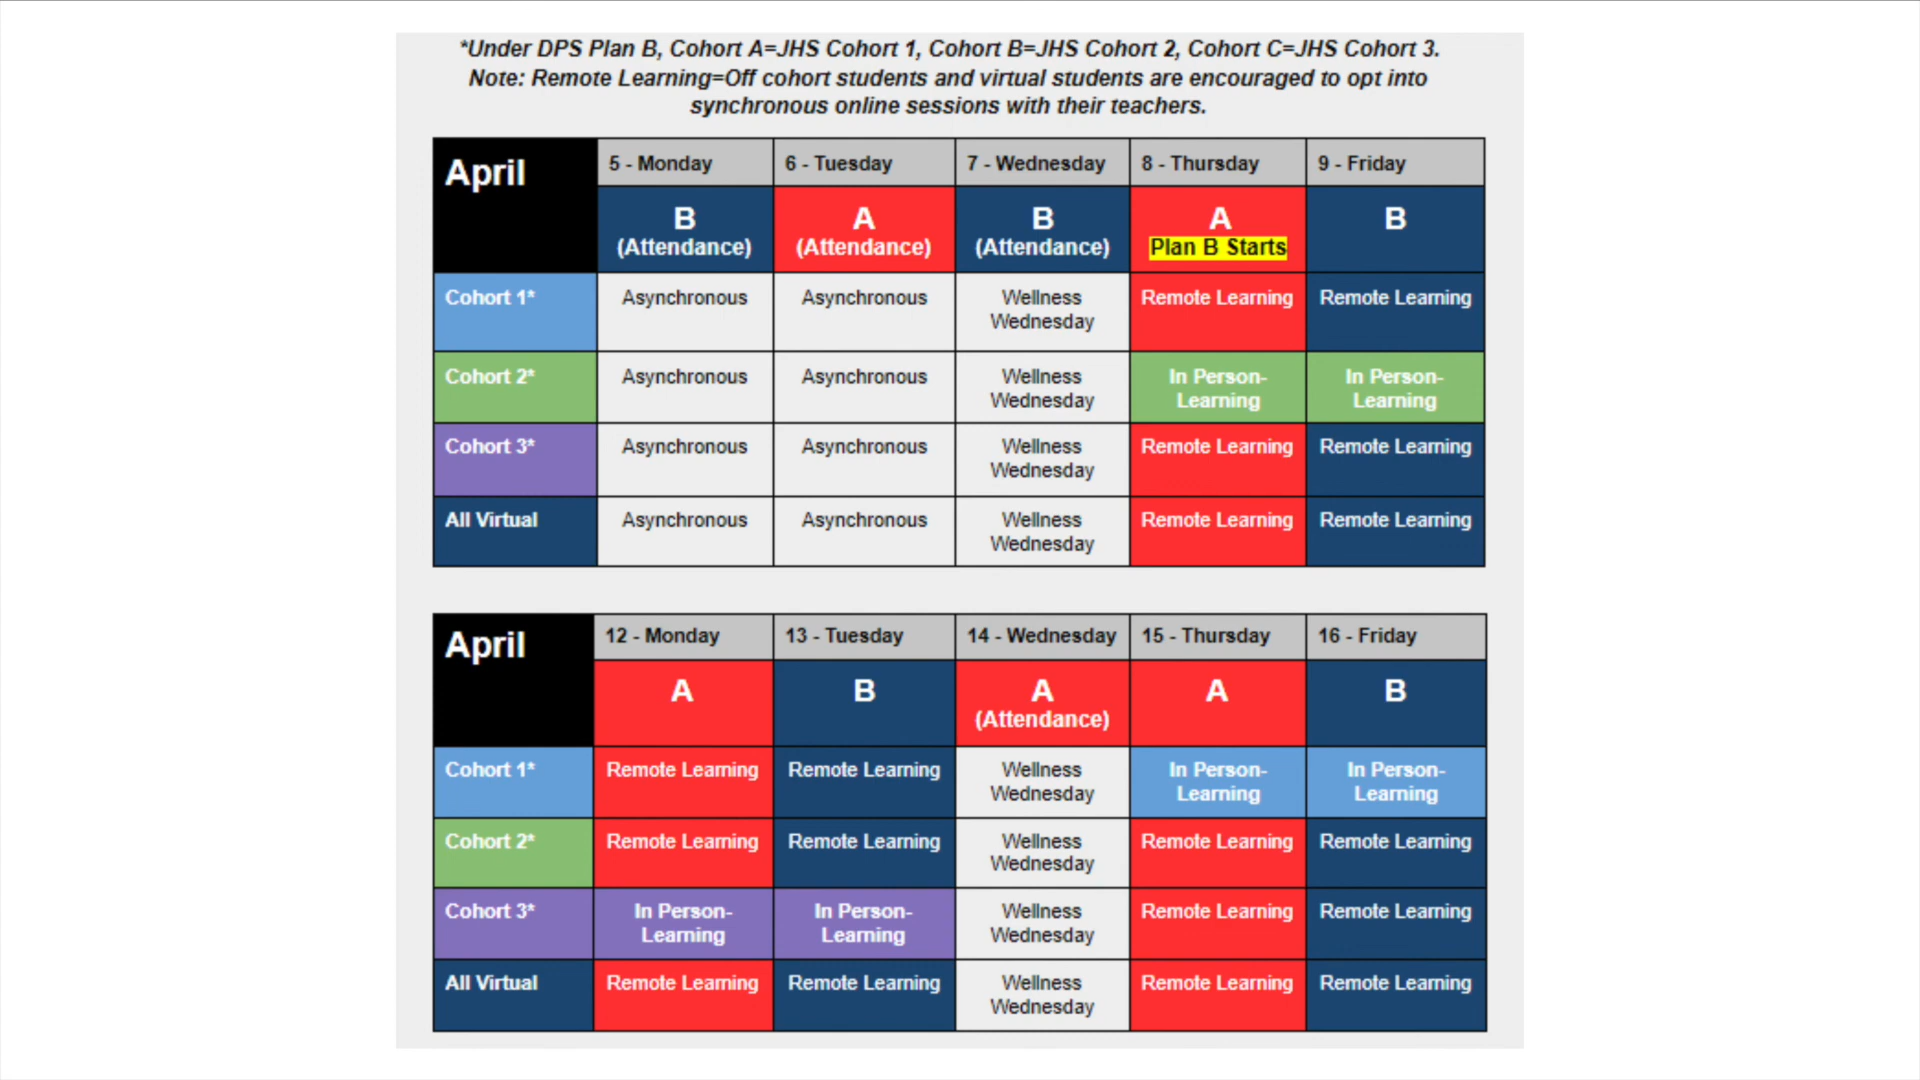 *Under DPS Plan B, Cohort A=JHS Cohort 1, Cohort B=JHS Cohort 2, Cohort C=JHS Cohort 3.
Note: Remote Learning=Off cohort students and virtual students are encouraged to opt into
synchronous online sessions with their teachers.
April 5 - Monday 6 - Tuesday 7 - Wednesday 8 - Thursday 9 - Friday
B A B A B
(Attendance) (Attendance) (Attendance) Plan B Starts
Cohort 1* Asynchronous Asynchronous Wellness Remote Learning Remote Learning
Wednesday
Cohort 2* Asynchronous Asynchronous Wellness In Person- In Person-
Wednesday Learning Learning
Cohort 3* Asynchronous Asynchronous Wellness Remote Learning Remote Learning
Wednesday
All Virtual Asynchronous Asynchronous Wellness Remote Learning Remote Learning
Wednesday
April 12 - Monday 13 - Tuesday 14 - Wednesday 15 - Thursday 16 - Friday
A B A A B
(Attendance)
Cohort 1* Remote Learning Remote Learning Wellness In Person- In Person-
Wednesday Learning Learning
Cohort 2* Remote Learning Remote Learning Wellness Remote Learning Remote Learning
Wednesday
Cohort 3* In Person- In Person- Wellness Remote Learning Remote Learning
Learning Learning Wednesday
All Virtual Remote Learning Remote Learning Wellness Remote Learning Remote Learning
Wednesday